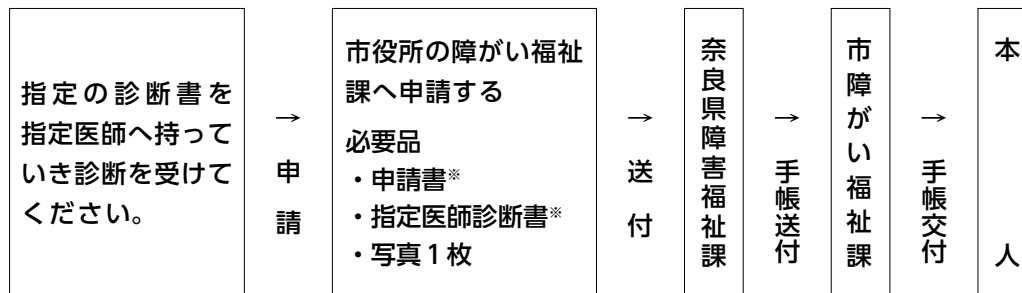 指定の診断書を
指定医師へ持って
いき診断を受けて
ください。
→
申請
市役所の障がい福祉
課へ申請する
必要品
・申請書※
・指定医師診断書※
・写真1枚
→
送付
奈良県障害福祉課
→
手帳送付
市障がい福祉課
→
手帳交付
本人